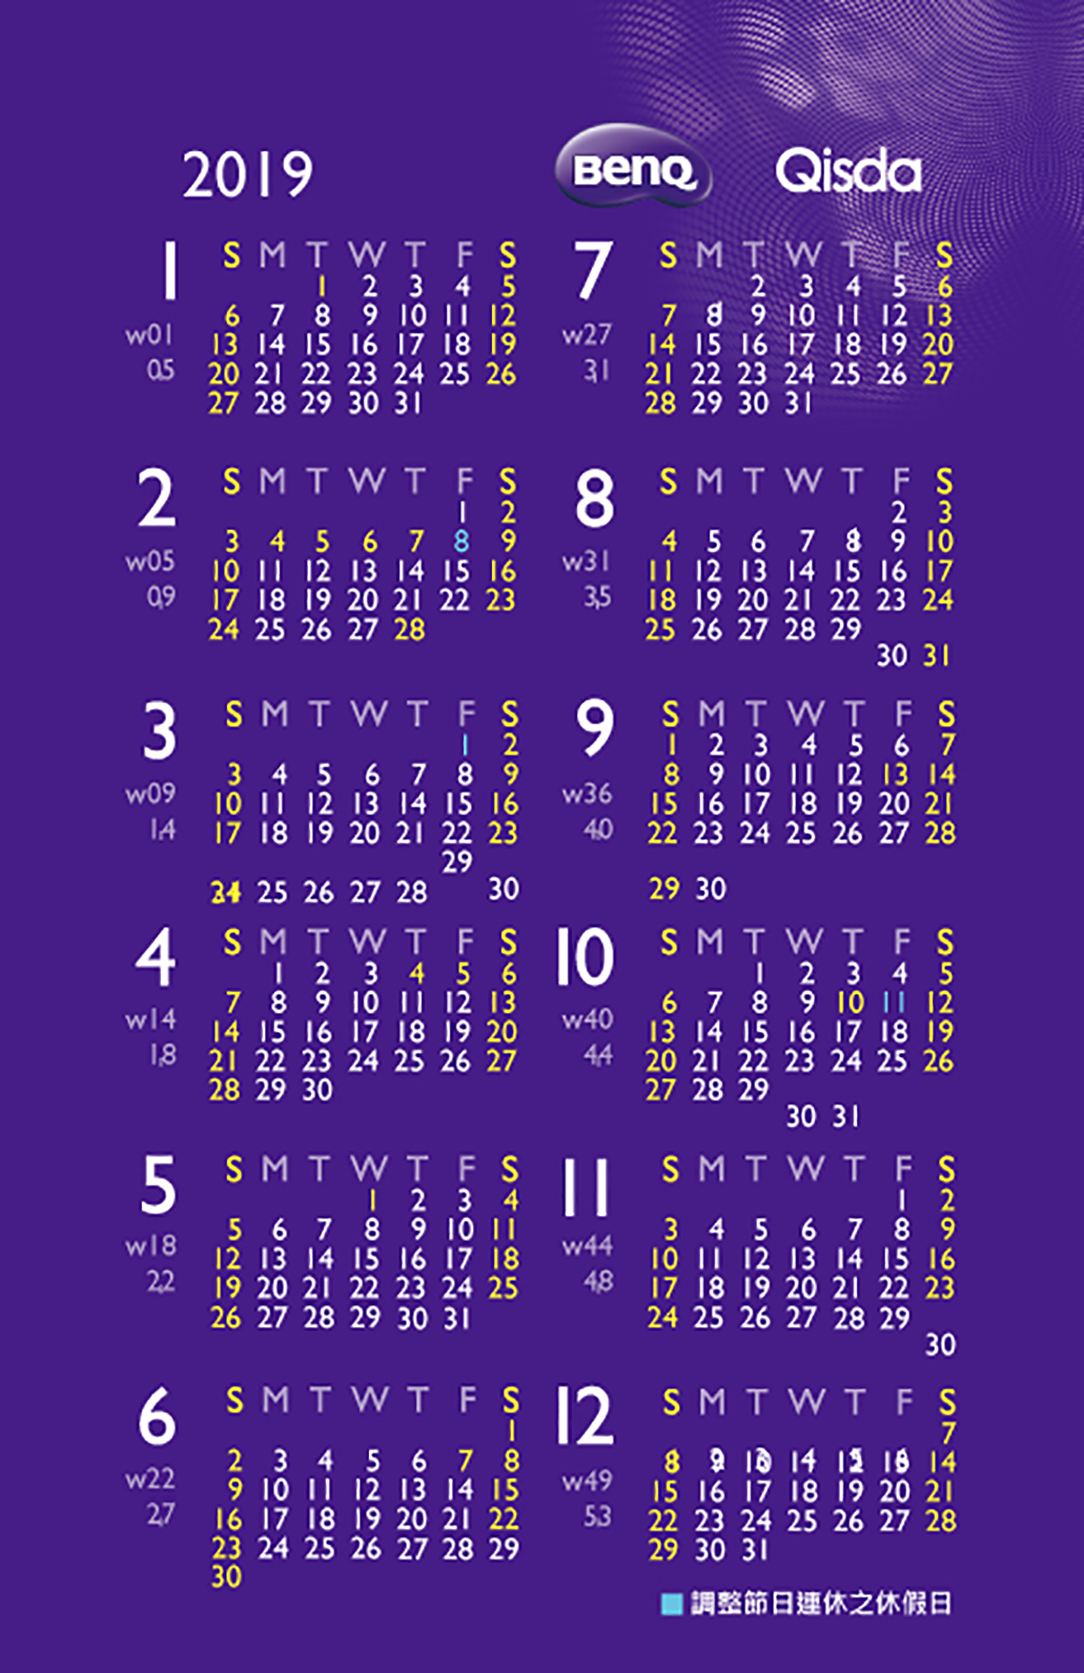 2019 BenQ Qisda
1 S M T W T F S
1 2 3 4 5
w01 6 7 8 9 10 11 12
13 14 15 16 17 18 19
0.5 20 21 22 23 24 25 26
27 28 29 30 31
2 S M T W T F S
1 2
w05 3 4 5 6 7 8 9
10 11 12 13 14 15 16
0.9 17 18 19 20 21 22 23
24 25 26 27 28
3 S M T W T F S
1 2
3 4 5 6 7 8 9
w09 10 11 12 13 14 15 16
1.4 17 18 19 20 21 22 23
29
25 26 27 28 30
4 S M T W T F S
1 2 3 4 5 6
7 8 9 10 11 12 13
w14 14 15 16 17 18 19 20
1.8 21 22 23 24 25 26 27
28 29 30
5 S M T W T F S
1 2 3 4
5 6 7 8 9 10 11
w18 12 13 14 15 16 17 18
2.2 19 20 21 22 23 24 25
26 27 28 29 30 31
6 S M T W T F S
1
2 3 4 5 6 7 8
w22 9 10 11 12 13 14 15
2.7 16 17 18 19 20 21 22
23 24 25 26 27 28 29
30
7 S M T W T F S
2 3 4 5 6
w27 7 9 10 11 12 13
14 15 16 17 18 19 20
3.1 21 22 23 24 25 26 27
28 29 30 31
8 S M T W T F S
2 3
w31 4 5 6 7 9 10
11 12 13 14 15 16 17
3.5 18 19 20 21 22 23 24
25 26 27 28 29
30 31
9 S M T W T F S
1 2 3 4 5 6 7
8 9 10 11 12 13 14
w36 15 16 17 18 19 20 21
4.0 22 23 24 25 26 27 28
29 30
10 S M T W T F S
1 2 3 4 5
6 7 8 9 10 11 12
w40 13 14 15 16 17 18 19
4.4 20 21 22 23 24 25 26
27 28 29
30 31
11 S M T W T F S
1 2
3 4 5 6 7 8 9
w44 10 11 12 13 14 15 16
4.8 17 18 19 20 21 22 23
24 25 26 27 28 29
30
12 S M T W T F S
7
14
w49 15 16 17 18 19 20 21
5.3 22 23 24 25 26 27 28
29 30 31
調整節日連休之休假日